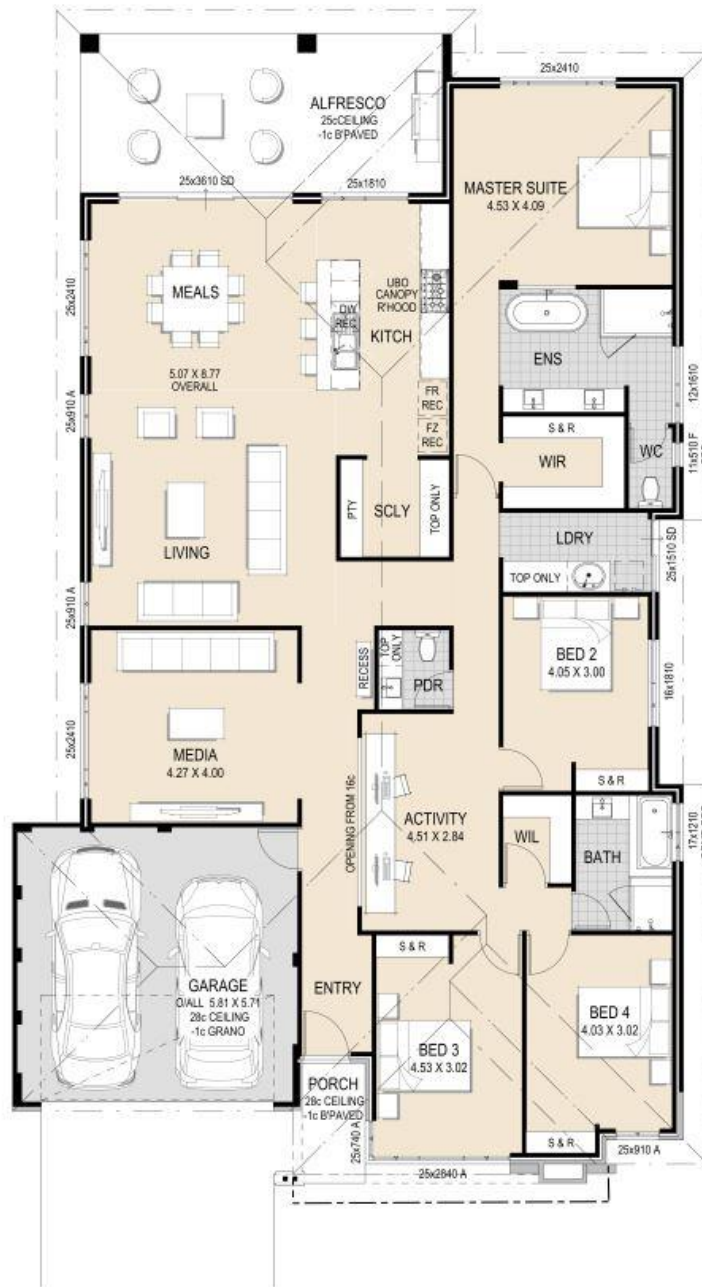 25x2410
ALFRESCO
25cCEILING
-1c B'PAVED
25x3610 SD
25x1810
MASTER SUITE
4.53 X 4.09
25x2410
MEALS
UBO
CANOPY
R'HOOD
DW
REC
KITCH
ENS
5.07 X 8.77
OVERALL
12x1610
25x910 A
FR
REC
FZ
REC
S & R
WIR
WC
11x510 F
PTY
SCLY
TOP ONLY
LIVING
LDRY
TOP ONLY
25x1510 SD
25x910 A
BED 2
4.05 X 3.00
16x1810
TOP
ONLY
PDR
RECESS
25x2410
MEDIA
4.27 X 4.00
S & R
OPENING FROM 16c
ACTIVITY
4.51 X 2.84
WIL
BATH
17x1210
S & R
GARAGE
O/ALL 5.81 X 5.71
28c CEILING
-1c GRANO
ENTRY
BED 3
4.53 X 3.02
BED 4
4.03 X 3.02
PORCH
28c CEILING
-1c B'PAVED
25x740 A
S & R
25x910 A
25x2640 A